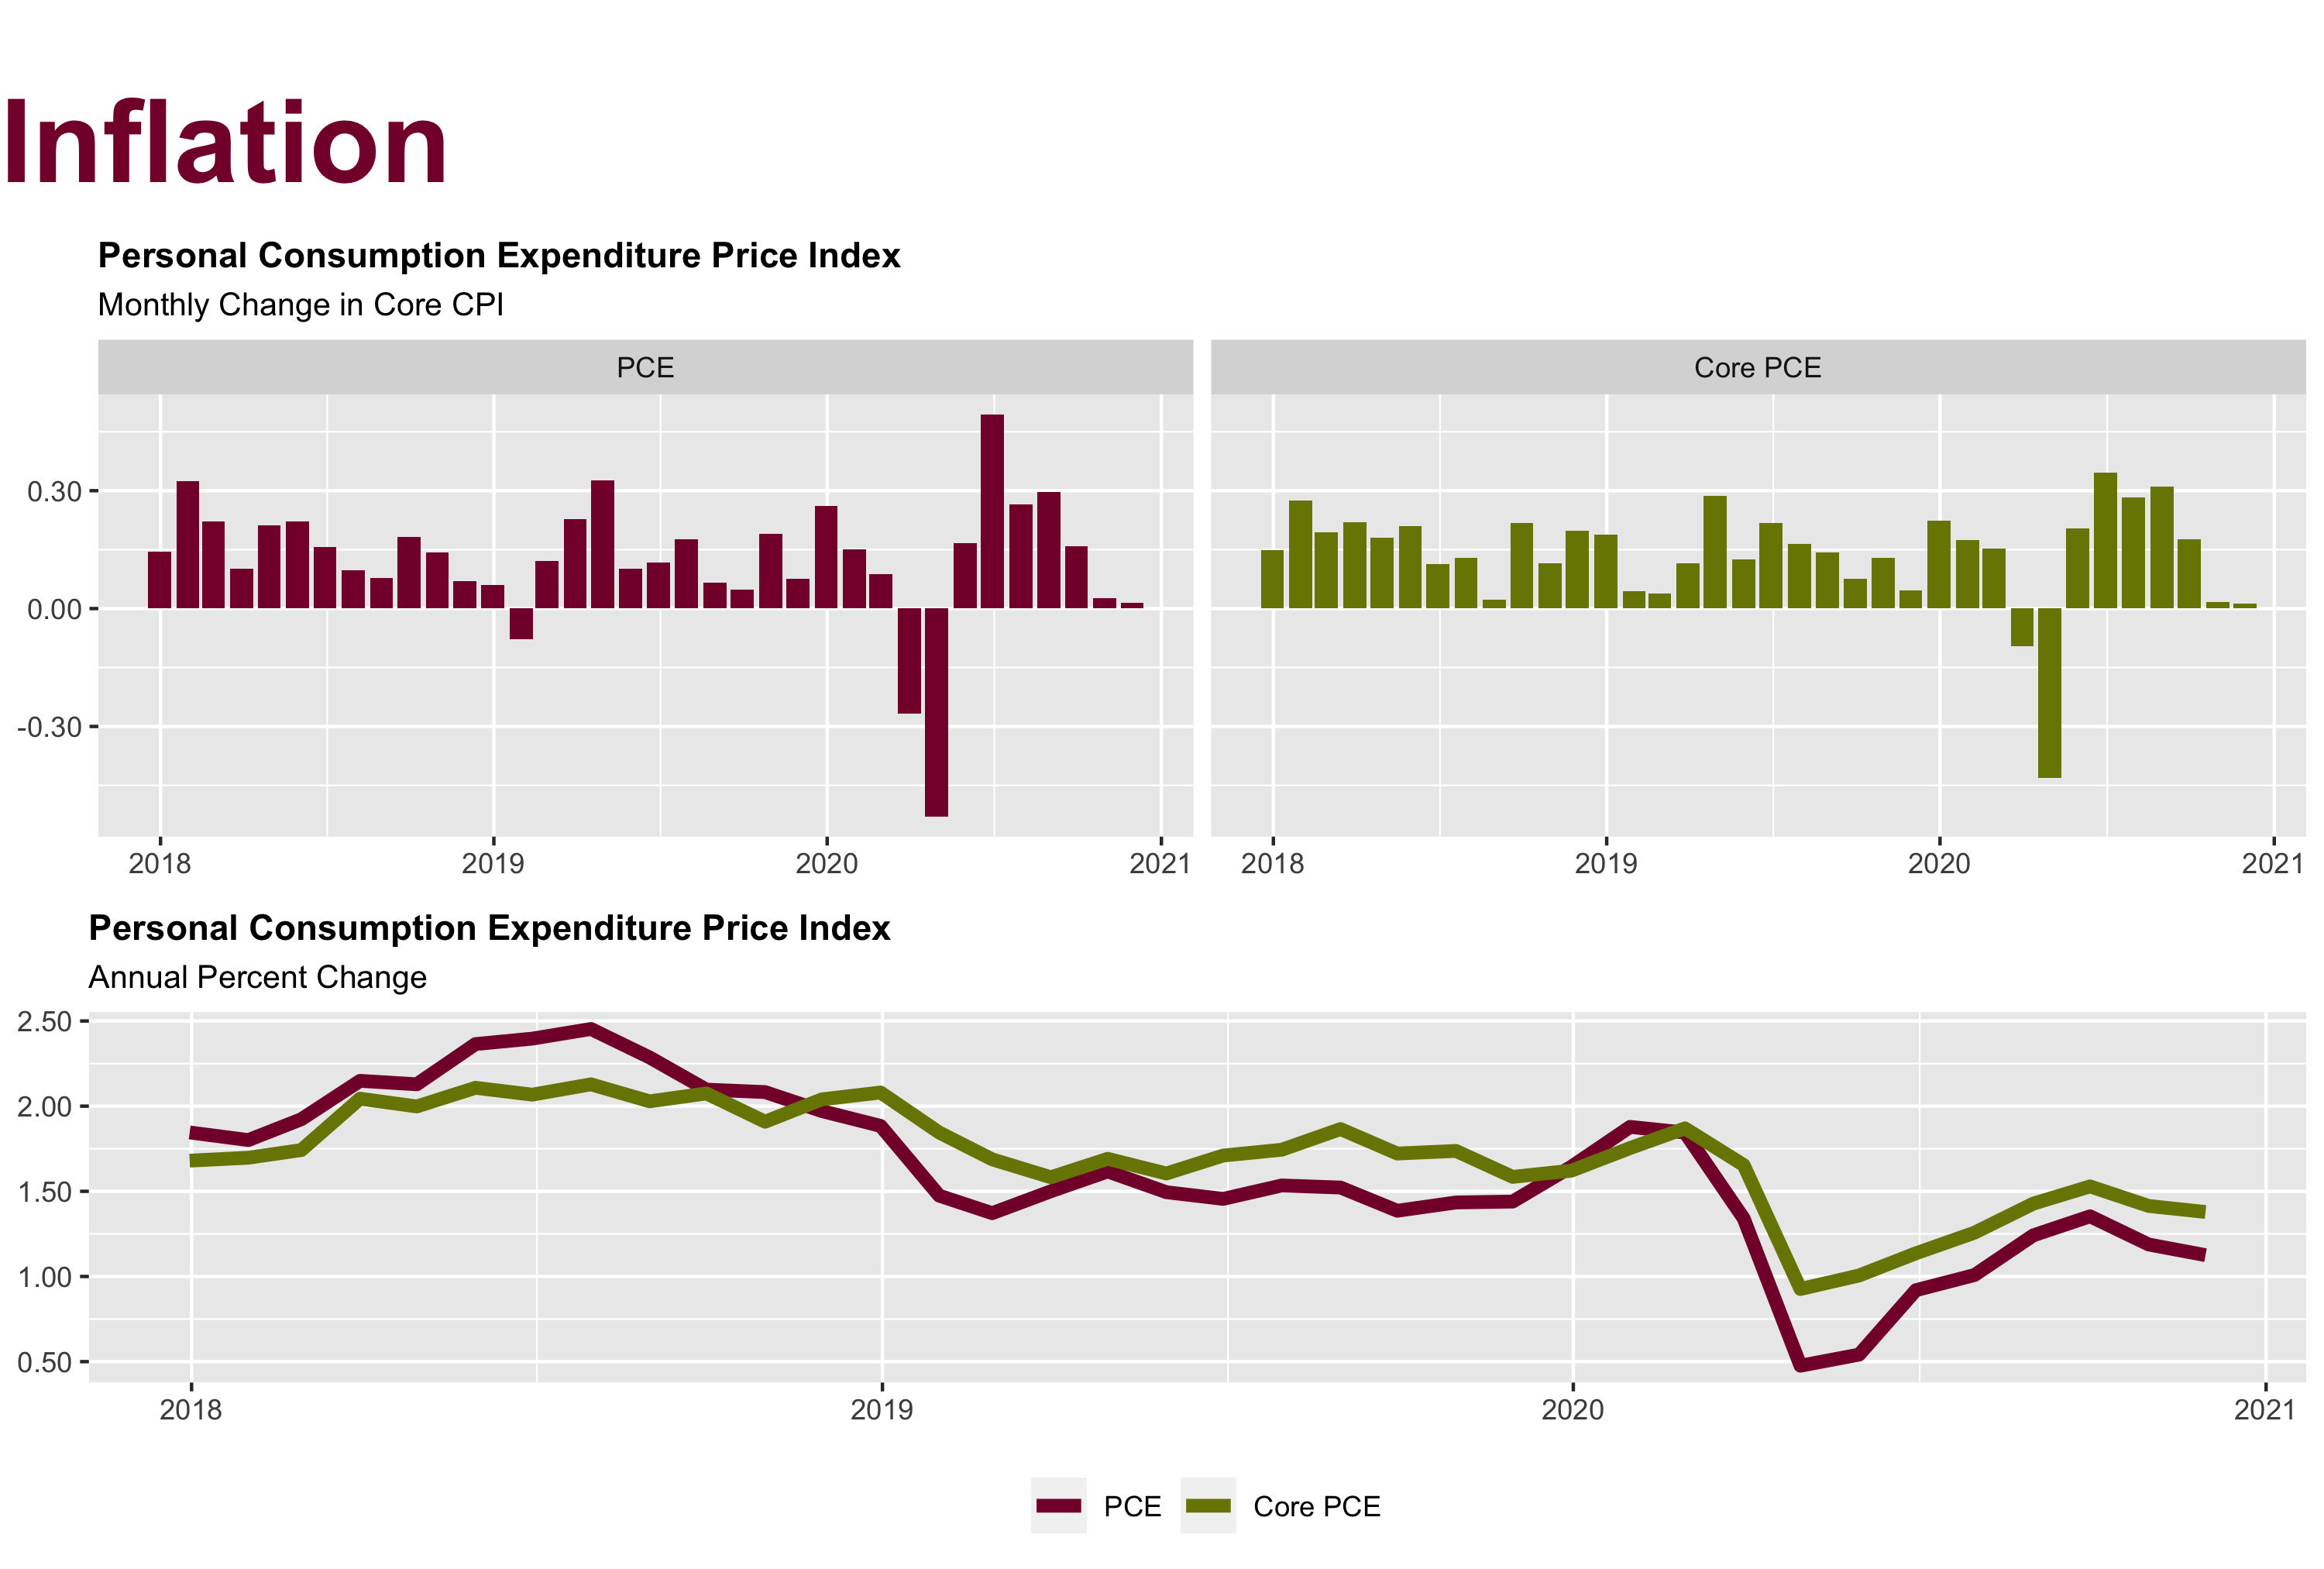 Inflation
Personal Consumption Expenditure Price Index
Monthly Change in Core CPI
PCE
Core PCE
0.30
0.00
-0.30
2018 2019 2020 2021 2018 2019 2020 2021
Personal Consumption Expenditure Price Index
Annual Percent Change
2.50
2.00
1.50
1.00
0.50
2018 2019 2020 2021
PCE Core PCE